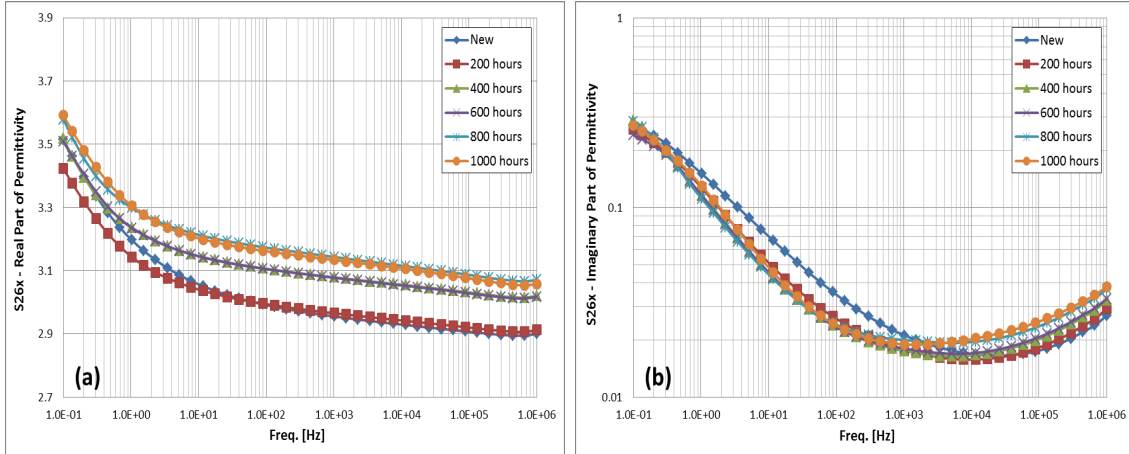 S26x - Real Part of Permittivity
3.9
3.7
3.5
3.3
3.1
2.9
2.7
New
200 hours
400 hours
600 hours
800 hours
1000 hours
(a)
1.0E-01 1.0E+00 1.0E+01 1.0E+02 1.0E+03 1.0E+04 1.0E+05 1.0E+06
Freq. [Hz]
S26x - Imaginary Part of Permittivity
1
0.1
0.01
New
200 hours
400 hours
600 hours
800 hours
1000 hours
(b)
1.0E-01 1.0E+00 1.0E+01 1.0E+02 1.0E+03 1.0E+04 1.0E+05 1.0E+06
Freq. [Hz]